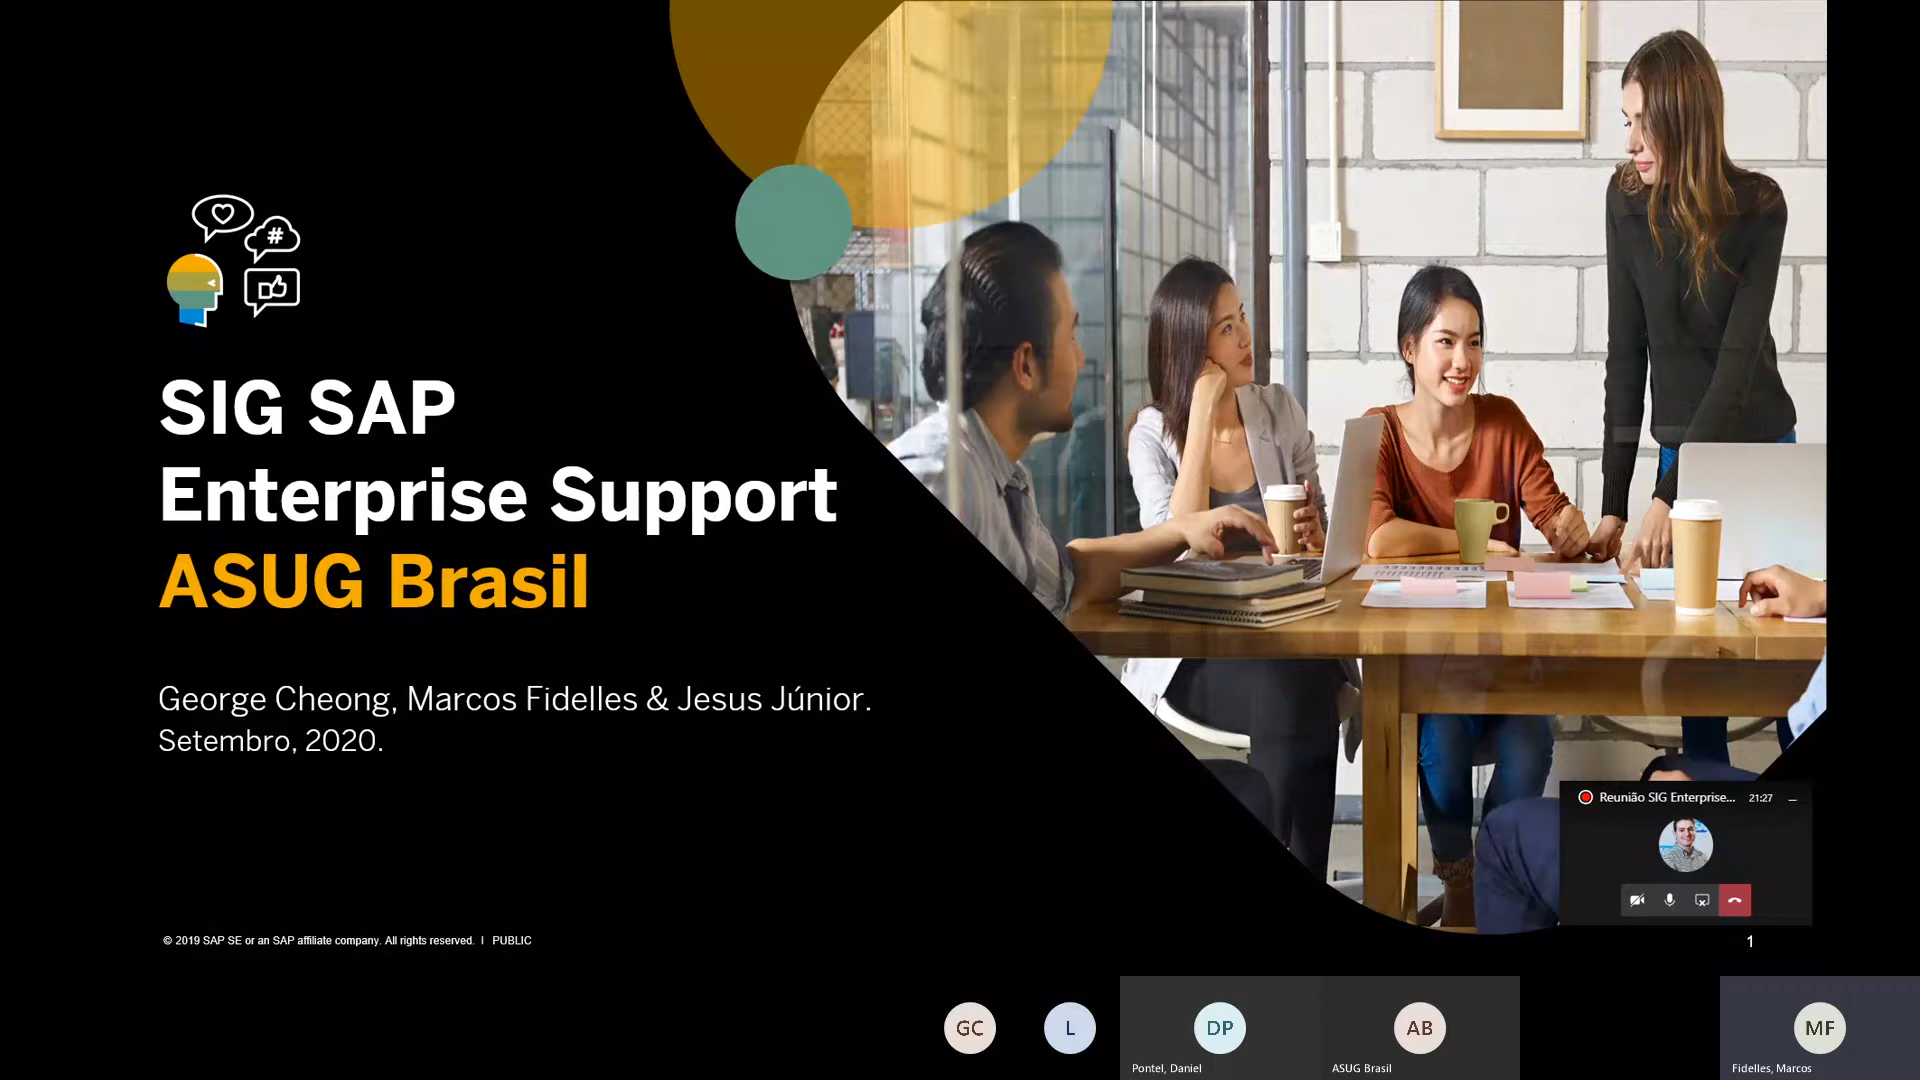 #
SIG SAP
Enterprise Support
ASUG Brasil
George Cheong, Marcos Fidelles & Jesus Júnior.
Setembro, 2020.
Reunião SIG Enterprise... 21:27
© 2019 SAP SE or an SAP affiliate company. All rights reserved. I PUBLIC
1
GC
L
DP
AB
MF
Pontel, Daniel
ASUG Brasil
Fidelles, Marcos